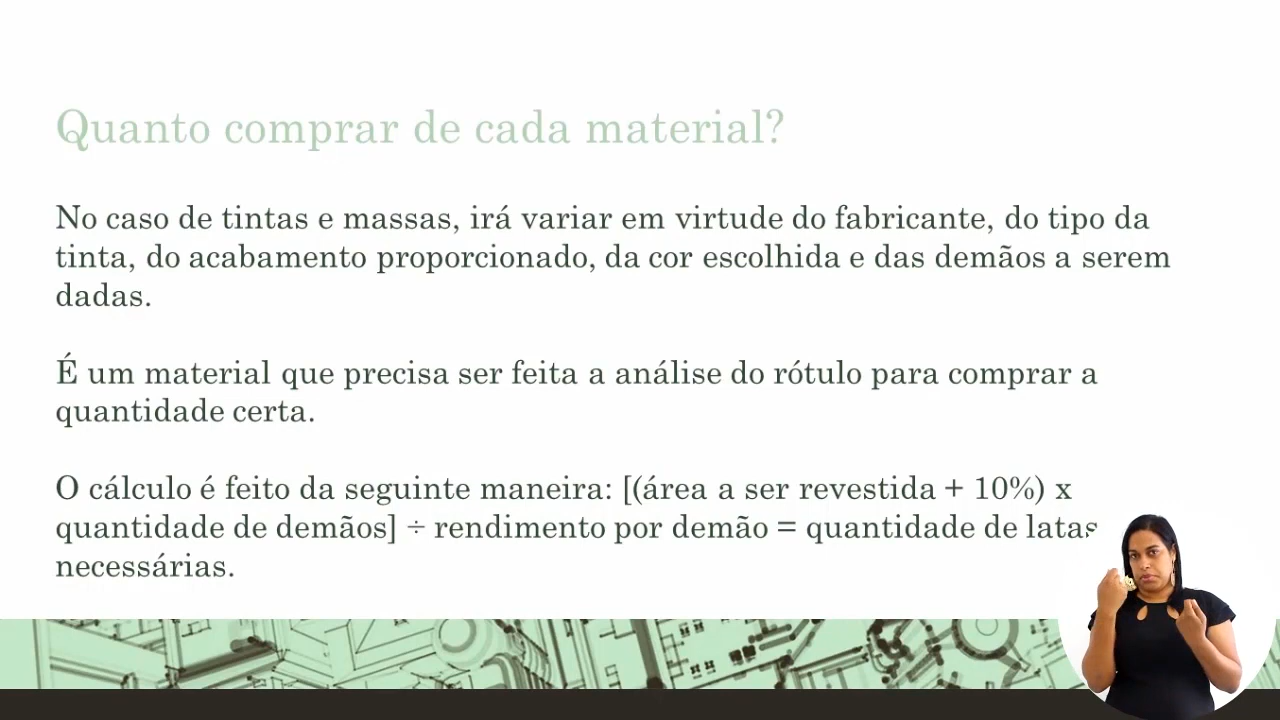 Quanto comprar de cada material?
No caso de tintas e massas, irá variar em virtude do fabricante, do tipo da
tinta, do acabamento proporcionado, da cor escolhida e das demãos a serem
dadas.
É um material que precisa ser feita a análise do rótulo para comprar a
quantidade certa.
O cálculo é feito da seguinte maneira: [(área a ser revestida + 10%) x
quantidade de demãos] ÷ rendimento por demão = quantidade de latas
necessárias.